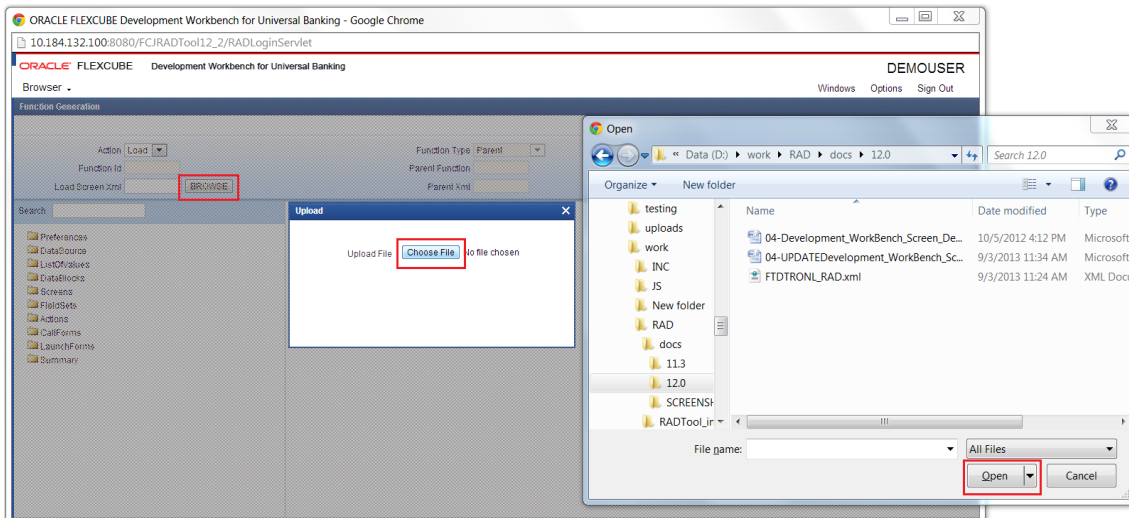 ORACLE FLEXCUBE Development Workbench for Universal Banking - Google Chrome
10.184.132.100:8080/FCJRADTool12_2/RADLoginServlet
ORACLE FLEXCUBE Development Workbench for Universal Banking
DEMOUSER
Browser
Windows Options Sign Out
Function Generation
Action Load
Function Type Parent
Function Id
Parent Function
Load Screen Xml BROWSE
Parent Xml
Search
Preferences
DataSource
ListOfValues
DataBlocks
Screens
FieldSets
Actions
CallForms
LaunchForms
Summary
Upload
Upload File Choose File No file chosen
Open
« Data (D:) work RAD docs 12.0
Search 12.0
Organize New folder
testing
uploads
work
INC
JS
New folder
RAD
docs
11.3
12.0
SCREENSH
RADTool_ir
Name Date modified Type
04-Development_WorkBench_Screen_De... 10/5/2012 4:12 PM Microsoft
04-UPDATEDevelopment_WorkBench_Sc... 9/3/2013 11:34 AM Microsoft
FTDTRONL_RAD.xml 9/3/2013 11:24 AM XML Docu
File name:
All Files
Open Cancel